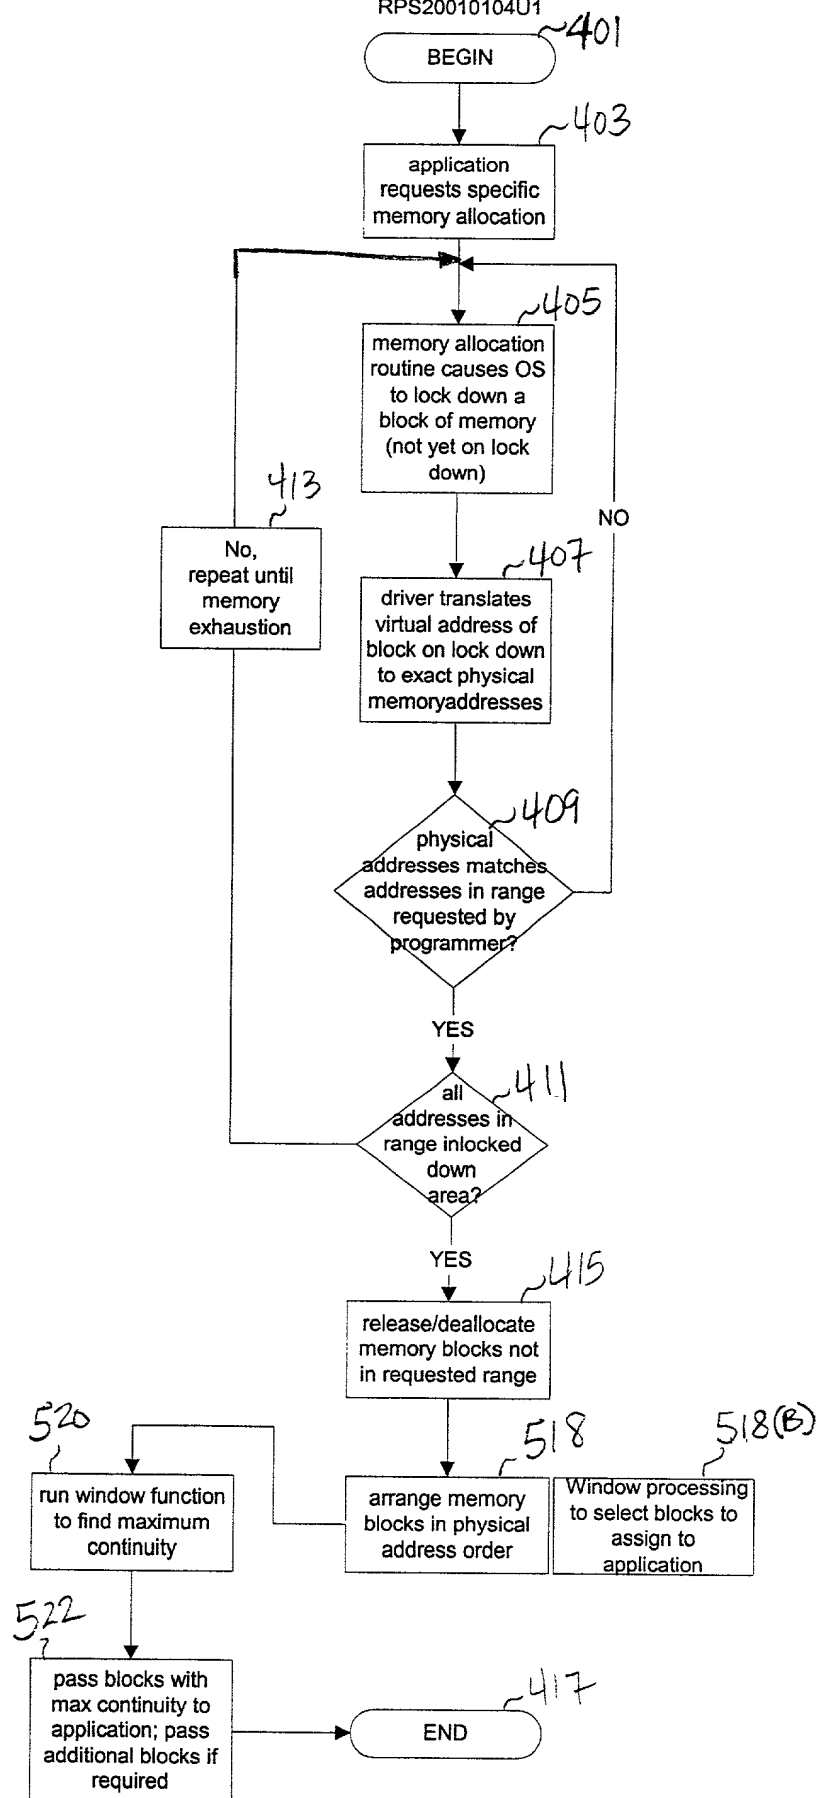 RPS20010104U1
401
BEGIN
403
application
requests specific
memory allocation
405
memory allocation
routine causes OS
to lock down a
block of memory
(not yet on lock
down)
413
No,
repeat until
memory
exhaustion
NO
407
driver translates
virtual address of
block on lock down
to exact physical
memoryaddresses
409
physical
addresses matches
addresses in range
requested by
programmer?
YES
411
all
addresses in
range inlocked
down
area?
YES
415
release/deallocate
memory blocks not
in requested range
520
run window function
to find maximum
continuity
518
arrange memory
blocks in physical
address order
518(B)
Window processing
to select blocks to
assign to
application
522
pass blocks with
max continuity to
application; pass
additional blocks if
required
417
END